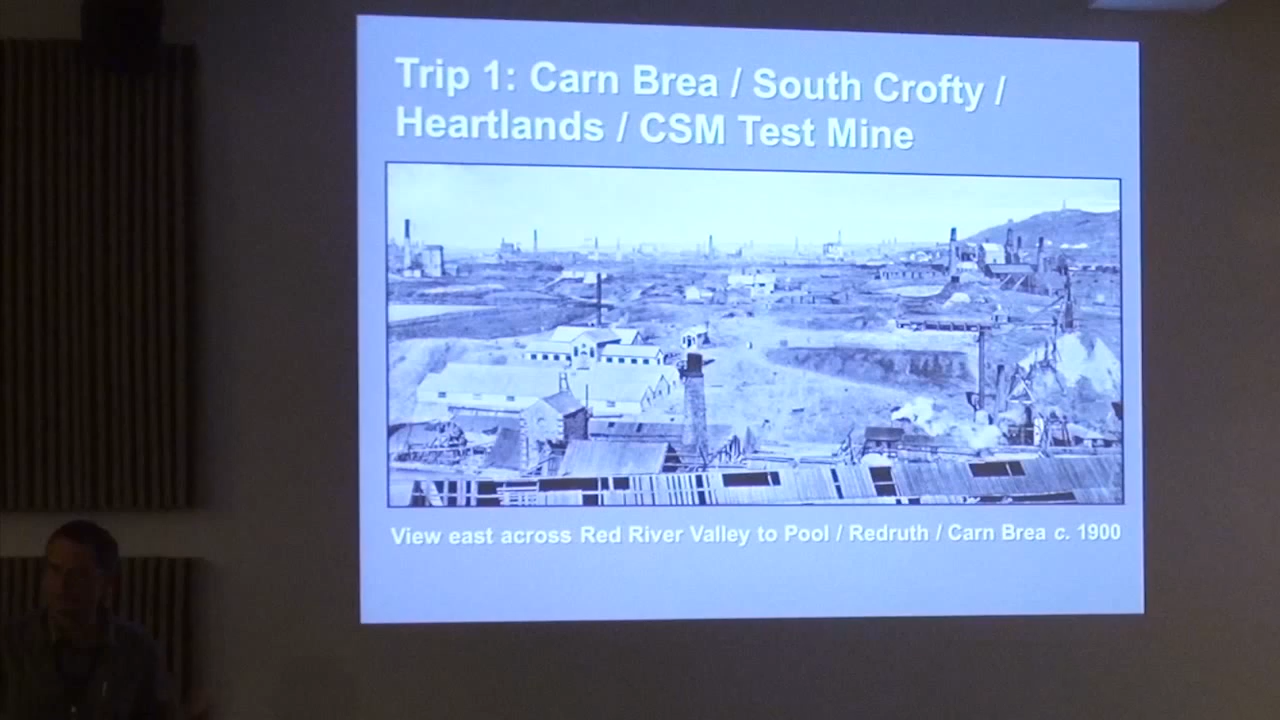 Trip 1: Carn Brea / South Crofty /
Heartlands / CSM Test Mine
View east across Red River Valley to Pool / Redruth / Carn Brea c. 1900